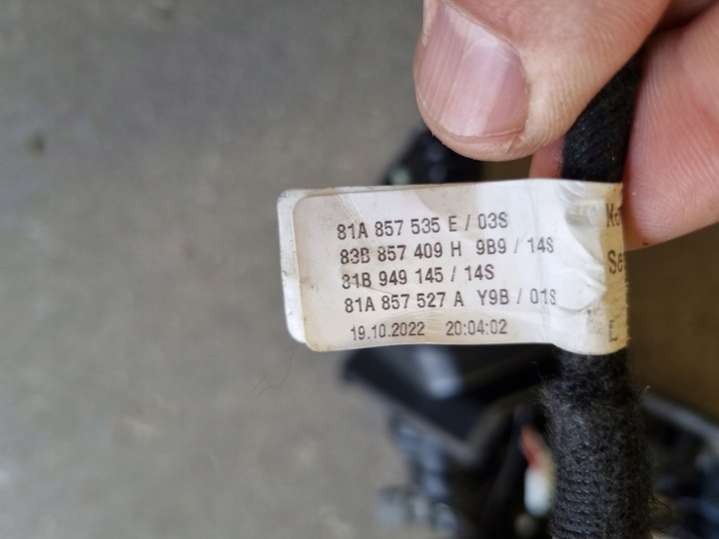 81A 857 535 E / 03S
83B 857 409 H 9B9 / 14S
81B 949 145 / 14S
81A 857 527 A Y9B / 01S
19.10.2022 20:04:02